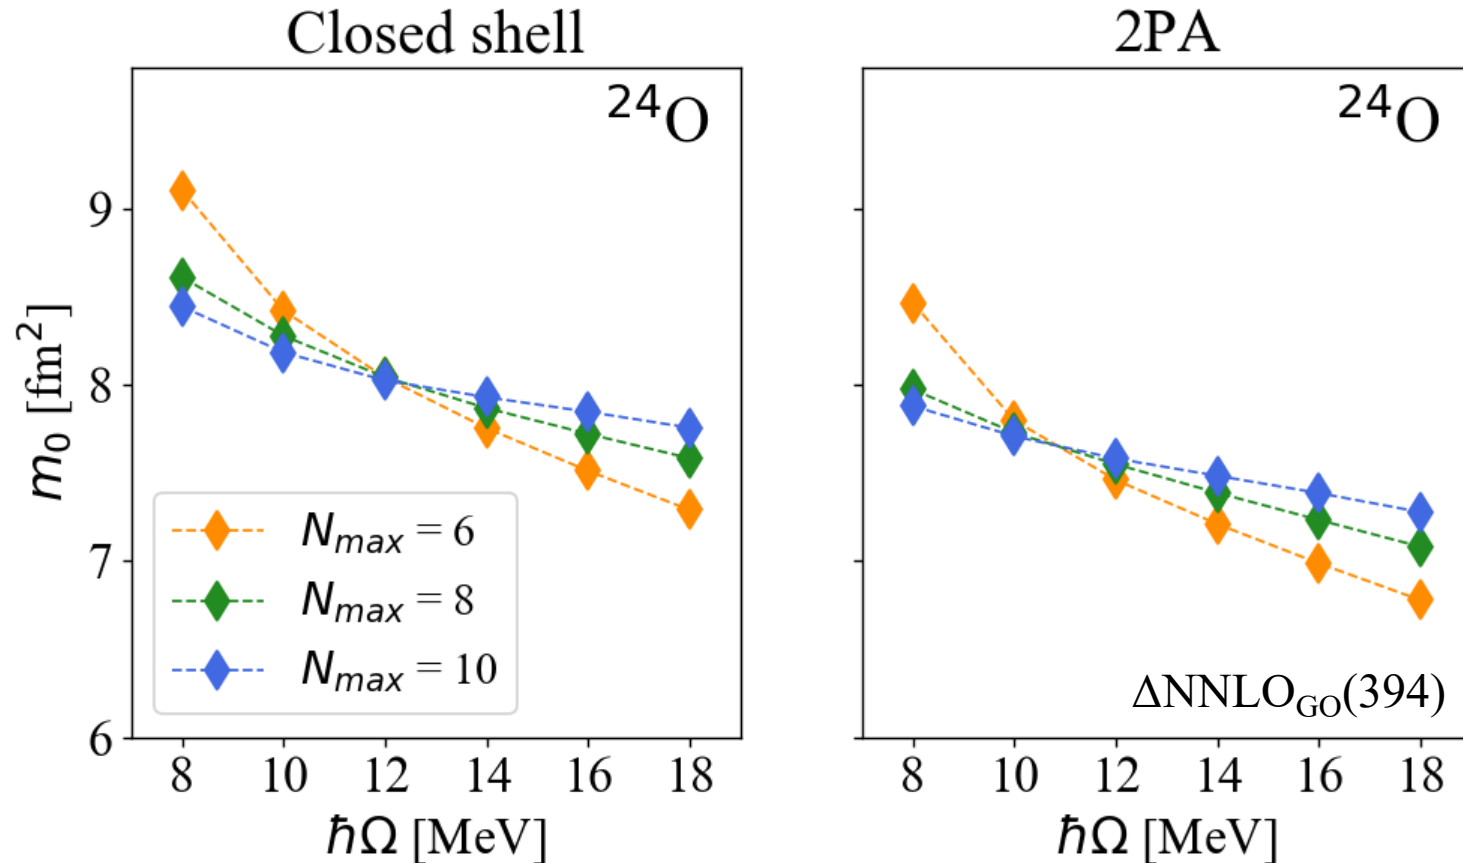 Closed shell
2PA
²⁴O
²⁴O
m₀ [fm²]
9
8
7
6
N_max = 6
N_max = 8
N_max = 10
ΔNNLO_GO(394)
8 10 12 14 16 18
8 10 12 14 16 18
ℏΩ [MeV]
ℏΩ [MeV]